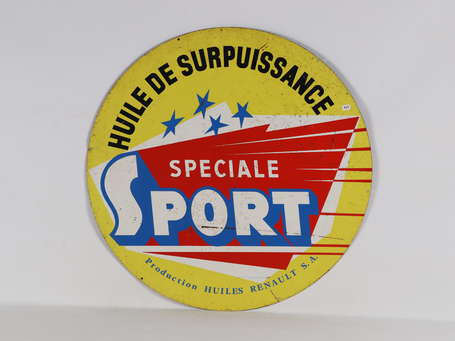 HUILE DE SURPUISSANCE
SPECIALE
SPORT
Production HUILES RENAULT S.A.